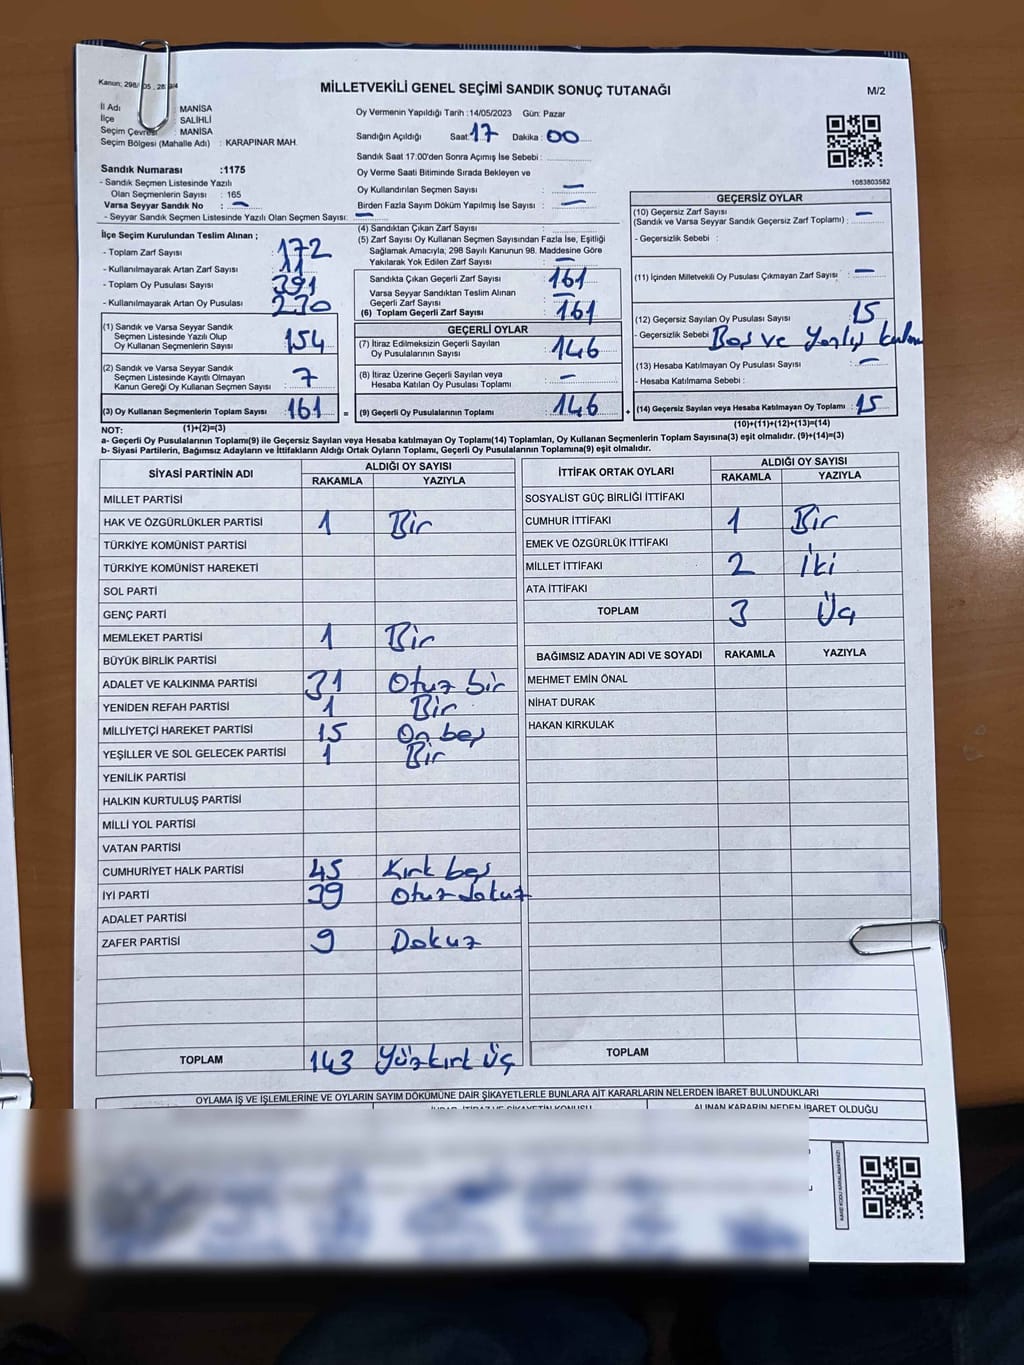 Kanun: 298/
MİLLETVEKİLİ GENEL SEÇİMİ SANDIK SONUÇ TUTANAĞI
M/2
İl Adı : MANİSA
İlçe : SALİHLİ
Seçim Çevresi : MANİSA
Seçim Bölgesi (Mahalle Adı) : KARAPINAR MAH.
Sandık Numarası :1175
- Sandık Seçmen Listesinde Yazılı
Olan Seçmenlerin Sayısı : 165
Varsa Seyyar Sandık No : —
- Seyyar Sandık Seçmen Listesinde Yazılı Olan Seçmen Sayısı: —
Oy Vermenin Yapıldığı Tarih :14/05/2023 Gün: Pazar
Sandığın Açıldığı Saat:17 Dakika: 00
Sandık Saat 17.00'den Sonra Açımış İse Sebebi :
Oy Verme Saati Bitiminde Sırada Bekleyen ve
Oy Kullandırılan Seçmen Sayısı —
Birden Fazla Sayım Döküm Yapılmış İse Sayısı : —
1083803582
İlçe Seçim Kurulundan Teslim Alınan ;
- Toplam Zarf Sayısı 172
- Kullanılmayarak Artan Zarf Sayısı 11
- Toplam Oy Pusulası 391
- Kullanılmayarak Artan Oy Pusulası 230
(1) Sandık ve Varsa Seyyar Sandık
Seçmen Listesinde Yazılı Olup
Oy Kullanan Seçmenlerin Sayısı 154
(2) Sandık ve Varsa Seyyar Sandık
Seçmen Listesinde Kayıtlı Olmayan
Kanun Gereği Oy Kullanan Seçmen Sayısı 7
(3) Oy Kullanan Seçmenlerin Toplam Sayısı 161 =
(4) Sandıktan Çıkan Zarf Sayısı
(5) Zarf Sayısı Oy Kullanan Seçmen Sayısından Fazla İse, Eşitliği
Sağlamak Amacıyla; 298 Sayılı Kanunun 98. Maddesine Göre
Yakılarak Yok Edilen Zarf Sayısı : —
Sandıkta Çıkan Geçerli Zarf Sayısı 161
Varsa Seyyar Sandıktan Teslim Alınan
Geçerli Zarf Sayısı —
(6) Toplam Geçerli Zarf Sayısı : 161
GEÇERLİ OYLAR
(7) İtiraz Edilmeksizin Geçerli Sayılan
Oy Pusulalarının Sayısı : 146
(8) İtiraz Üzerine Geçerli Sayılan veya
Hesaba Katılan Oy Pusulası Toplamı : —
(9) Geçerli Oy Pusulalarının Toplamı : 146 +
GEÇERSİZ OYLAR
(10) Geçersiz Zarf Sayısı
(Sandık ve Varsa Seyyar Sandık Geçersiz Zarf Toplamı) : —
- Geçersizlik Sebebi :
(11) İçinden Milletvekili Oy Pusulası Çıkmayan Zarf Sayısı : —
(12) Geçersiz Sayılan Oy Pusulası Sayısı 15
- Geçersizlik Sebebi Boş ve
(13) Hesaba Katılmayan Oy Pusulası Sayısı : —
- Hesaba Katılmama Sebebi :
(14) Geçersiz Sayılan veya Hesaba Katılmayan Oy Toplamı : 15
NOT: (1)+(2)=(3) (10)+(11)+(12)+(13)=(14)
a- Geçerli Oy Pusulalarının Toplamı(9) ile Geçersiz Sayılan veya Hesaba katılmayan Oy Toplamı(14) Toplamları, Oy Kullanan Seçmenlerin Toplam Sayısına(3) eşit olmalıdır. (9)+(14)=(3)
b- Siyasi Partilerin, Bağımsız Adayların ve İttifakların Aldığı Ortak Oyların Toplamı, Geçerli Oy Pusulalarının Toplamına(9) eşit olmalıdır.
SİYASİ PARTİNİN ADI ALDIĞI OY SAYISI
RAKAMLA YAZIYLA
MİLLET PARTİSİ
HAK VE ÖZGÜRLÜKLER PARTİSİ 1 Bir
TÜRKİYE KOMÜNİST PARTİSİ
TÜRKİYE KOMÜNİST HAREKETİ
SOL PARTİ
GENÇ PARTİ
MEMLEKET PARTİSİ 1 Bir
BÜYÜK BİRLİK PARTİSİ
ADALET VE KALKINMA PARTİSİ 31 Otuz bir
YENİDEN REFAH PARTİSİ 1 Bir
MİLLİYETÇİ HAREKET PARTİSİ 15 On beş
YEŞİLLER VE SOL GELECEK PARTİSİ 1 Bir
YENİLİK PARTİSİ
HALKIN KURTULUŞ PARTİSİ
MİLLİ YOL PARTİSİ
VATAN PARTİSİ
CUMHURİYET HALK PARTİSİ 45 Kırk beş
İYİ PARTİ 39 Otuz dokuz
ADALET PARTİSİ
ZAFER PARTİSİ 9 Dokuz
TOPLAM 143 Yüzkırk Üç
İTTİFAK ORTAK OYLARI ALDIĞI OY SAYISI
RAKAMLA YAZIYLA
SOSYALİST GÜÇ BİRLİĞİ İTTİFAKI
CUMHUR İTTİFAKI 1 Bir
EMEK VE ÖZGÜRLÜK İTTİFAKI
MİLLET İTTİFAKI 2 İki
ATA İTTİFAKI
TOPLAM 3 Üç
BAĞIMSIZ ADAYIN ADI VE SOYADI RAKAMLA YAZIYLA
MEHMET EMİN ÖNAL
NİHAT DURAK
HAKAN KIRKULAK
TOPLAM
OYLAMA İŞ VE İŞLEMLERİNE VE OYLARIN SAYIM DÖKÜMÜNE DAİR ŞİKAYETLERLE BUNLARA AİT KARARLARIN NELERDEN İBARET BULUNDUKLARI
ALINAN KARARIN NEDEN İBARET OLDUĞU